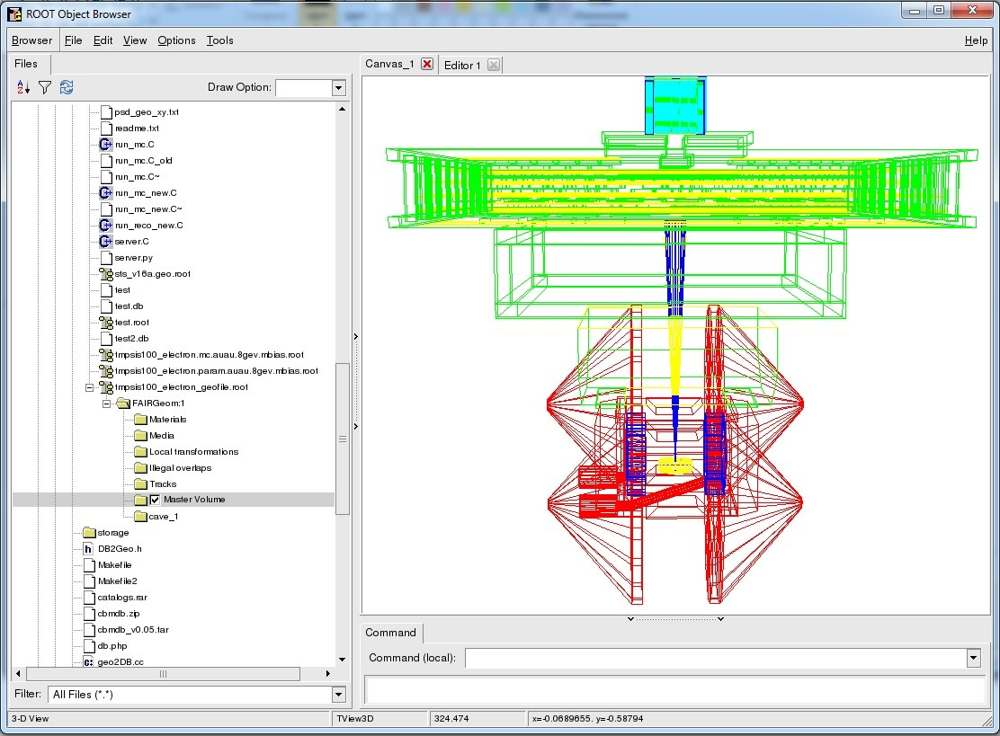 ROOT Object Browser
Browser File Edit View Options Tools Help
Files
Draw Option:
psd_geo_xy.txt
readme.txt
run_mc.C
run_mc.C_old
run_mc.C~
run_mc_new.C
run_mc_new.C~
run_reco_new.C
server.C
server.py
sts_v16a.geo.root
test
test.db
test.root
test2.db
tmpsis100_electron.mc.auau.8gev.mbias.root
tmpsis100_electron.param.auau.8gev.mbias.root
tmpsis100_electron_geofile.root
FAIRGeom;1
Materials
Media
Local transformations
Illegal overlaps
Tracks
Master Volume
cave_1
storage
DB2Geo.h
Makefile
Makefile2
catalogs.rar
cbmdb.zip
cbmdb_v0.05.tar
db.php
geo2DB.cc
Filter: All Files (*.*)
Canvas_1 Editor 1
Command
Command (local):
3-D View TView3D 324.474 x=-0.0689655, y=-0.58794